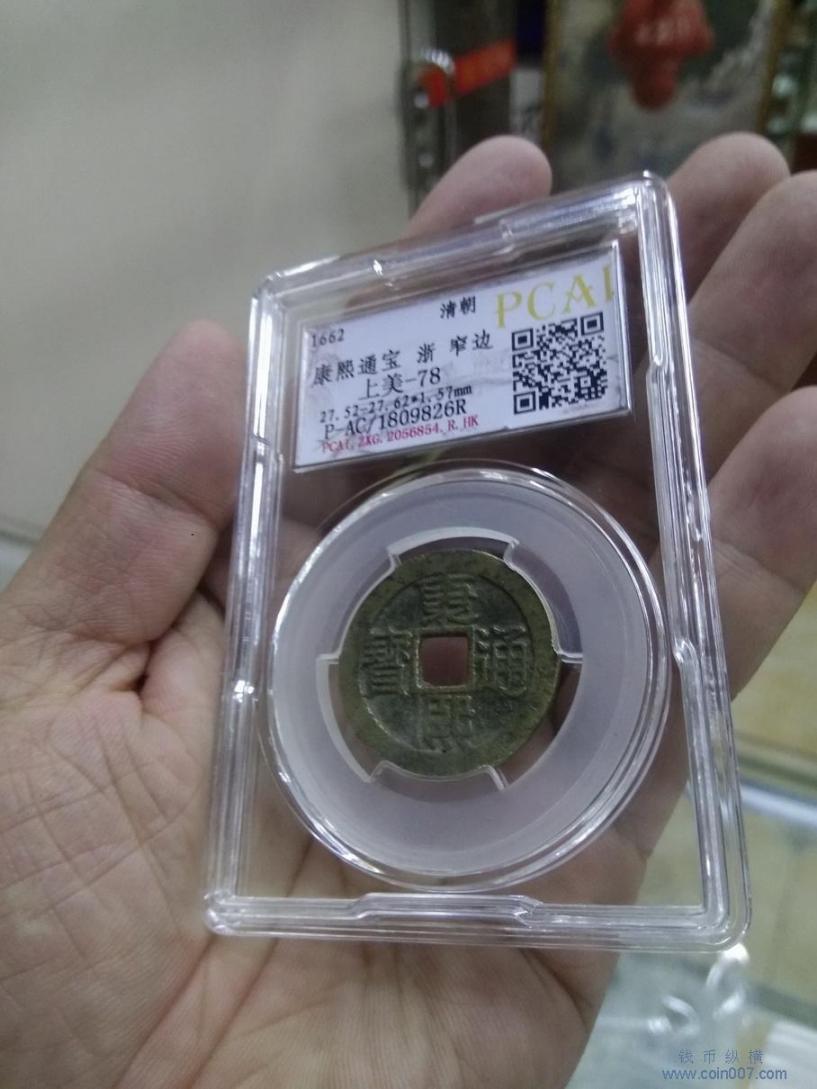 1662 清朝 PCAI
康熙通宝 浙 窄边
上美-78
27.52-27.62*1.57mm
P-AC/1809826R
PCAI.ZXG.2056854.R.HK
康
熙
通
寶
钱币纵横
www.coin007.com